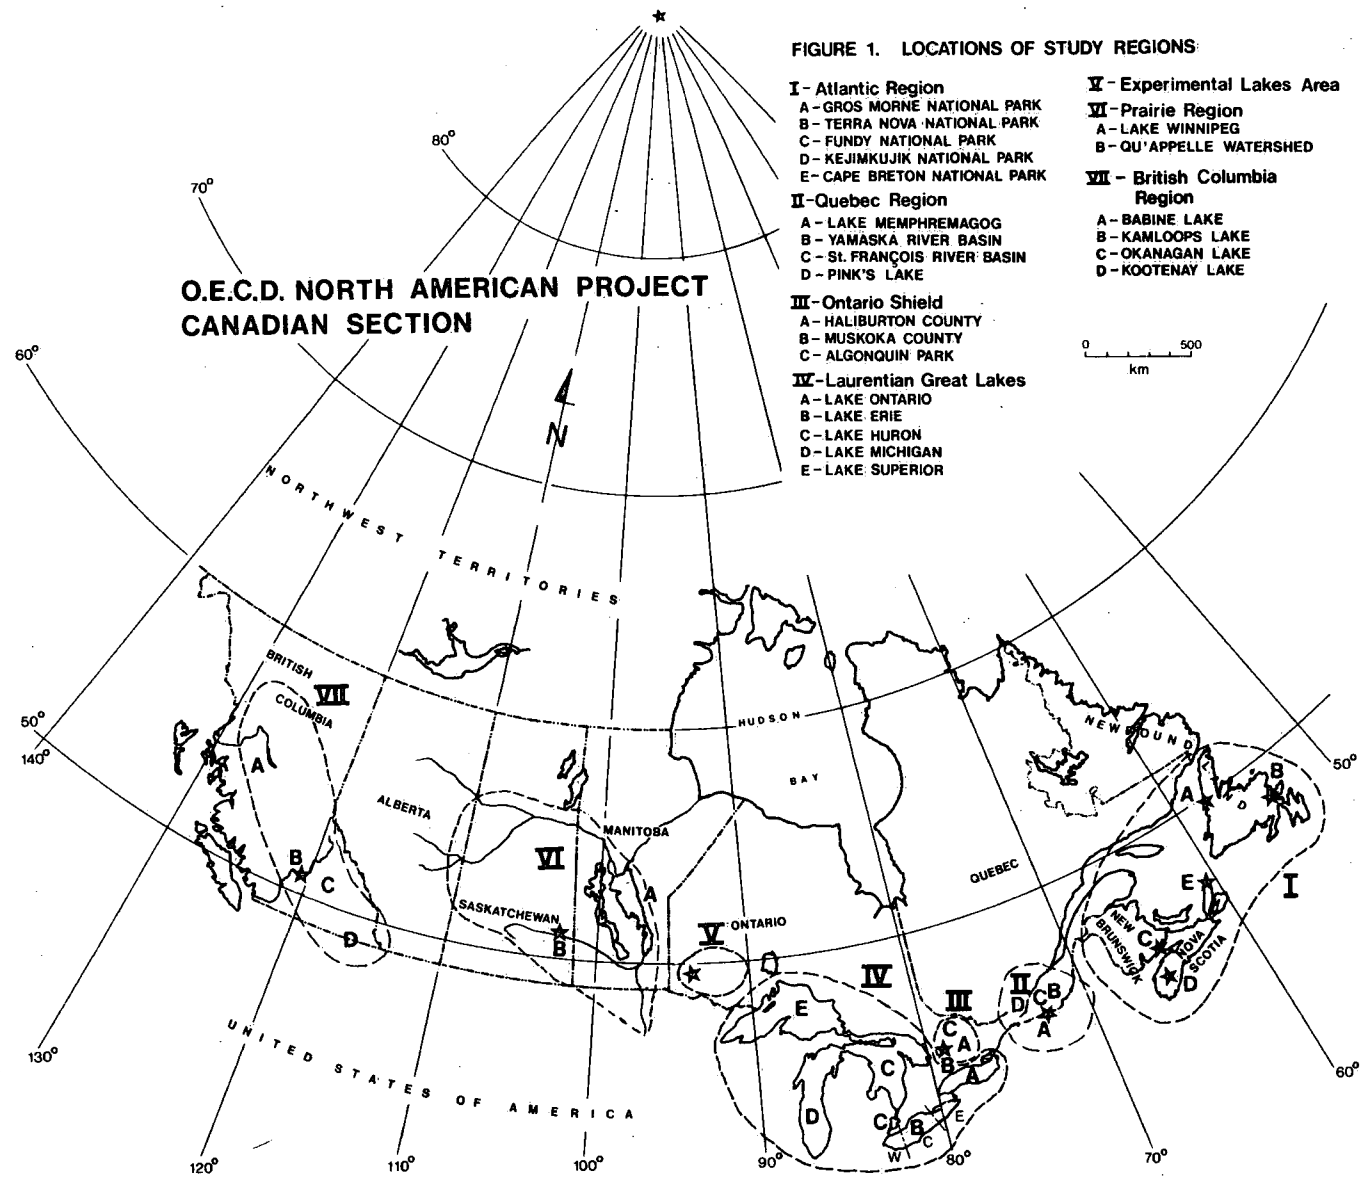 FIGURE 1. LOCATIONS OF STUDY REGIONS
I - Atlantic Region
A - GROS MORNE NATIONAL PARK
B - TERRA NOVA NATIONAL PARK
C - FUNDY NATIONAL PARK
D - KEJIMKUJIK NATIONAL PARK
E - CAPE BRETON NATIONAL PARK
II - Quebec Region
A - LAKE MEMPHREMAGOG
B - YAMASKA RIVER BASIN
C - St. FRANÇOIS RIVER BASIN
D - PINK'S LAKE
III - Ontario Shield
A - HALIBURTON COUNTY
B - MUSKOKA COUNTY
C - ALGONQUIN PARK
IV - Laurentian Great Lakes
A - LAKE ONTARIO
B - LAKE ERIE
C - LAKE HURON
D - LAKE MICHIGAN
E - LAKE SUPERIOR
V - Experimental Lakes Area
VI - Prairie Region
A - LAKE WINNIPEG
B - QU'APPELLE WATERSHED
VII - British Columbia
Region
A - BABINE LAKE
B - KAMLOOPS LAKE
C - OKANAGAN LAKE
D - KOOTENAY LAKE
0 500
km
80°
70°
60°
O.E.C.D. NORTH AMERICAN PROJECT
CANADIAN SECTION
N
NORTHWEST TERRITORIES
BRITISH
COLUMBIA
VII
A
B
C
D
ALBERTA
SASKATCHEWAN
MANITOBA
VI
A
B
HUDSON
BAY
ONTARIO
V
QUEBEC
NEWFOUND
L
D
A
B
I
E
NEW
BRUNSWICK
C
NOVA
SCOTIA
D
IV
E
C
D
C
B
A
W
C
E
III
C
A
B
II
D
C
B
A
UNITED STATES OF AMERICA
50°
140°
130°
120°
110°
100°
90°
80°
70°
60°
50°